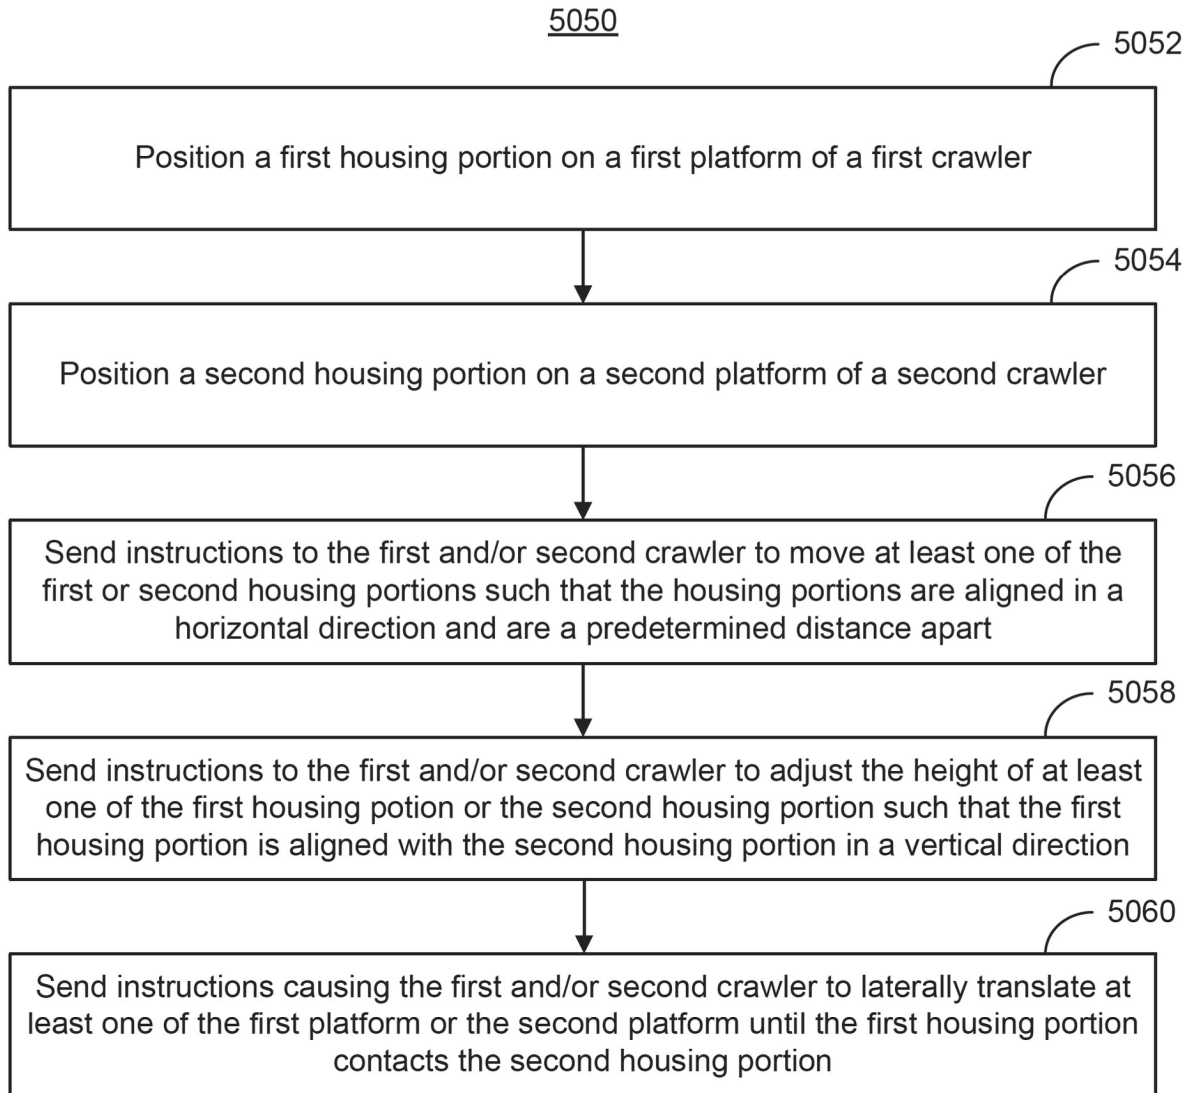 5050
5052
Position a first housing portion on a first platform of a first crawler
5054
Position a second housing portion on a second platform of a second crawler
5056
Send instructions to the first and/or second crawler to move at least one of the
first or second housing portions such that the housing portions are aligned in a
horizontal direction and are a predetermined distance apart
5058
Send instructions to the first and/or second crawler to adjust the height of at least
one of the first housing potion or the second housing portion such that the first
housing portion is aligned with the second housing portion in a vertical direction
5060
Send instructions causing the first and/or second crawler to laterally translate at
least one of the first platform or the second platform until the first housing portion
contacts the second housing portion